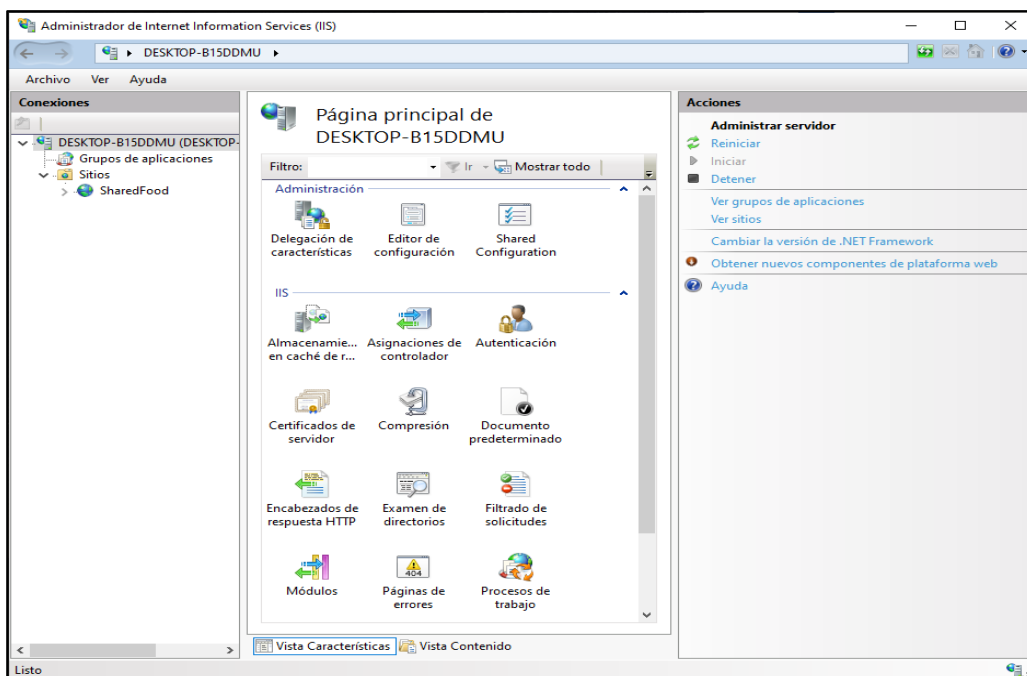 Administrador de Internet Information Services (IIS)
DESKTOP-B15DDMU
Archivo Ver Ayuda
Conexiones
DESKTOP-B15DDMU (DESKTOP-
Grupos de aplicaciones
Sitios
SharedFood
Página principal de
DESKTOP-B15DDMU
Filtro: Ir Mostrar todo
Administración
Delegación de características
Editor de configuración
Shared Configuration
IIS
Almacenamie... en caché de r...
Asignaciones de controlador
Autenticación
Certificados de servidor
Compresión
Documento predeterminado
Encabezados de respuesta HTTP
Examen de directorios
Filtrado de solicitudes
Módulos
404
Páginas de errores
Procesos de trabajo
Vista Características Vista Contenido
Acciones
Administrar servidor
Reiniciar
Iniciar
Detener
Ver grupos de aplicaciones
Ver sitios
Cambiar la versión de .NET Framework
Obtener nuevos componentes de plataforma web
Ayuda
Listo